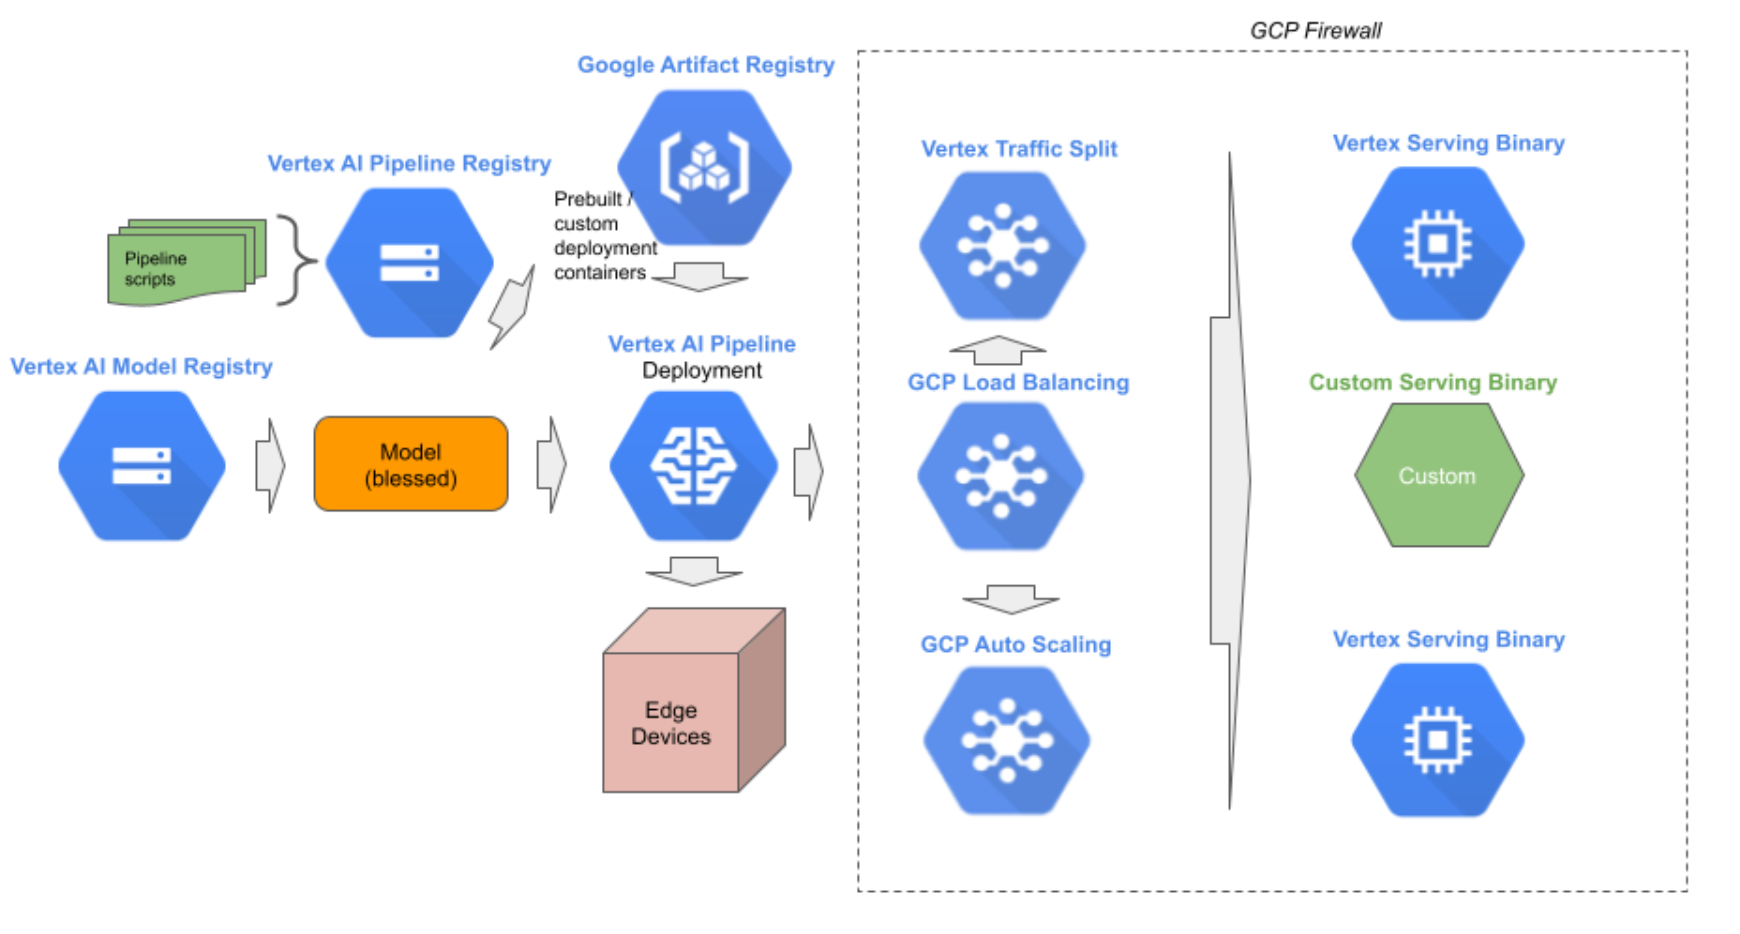 GCP Firewall
Google Artifact Registry
Vertex AI Pipeline Registry
Prebuilt /
custom
deployment
containers
Pipeline
scripts
Vertex AI Model Registry
Model
(blessed)
Vertex AI Pipeline
Deployment
Edge
Devices
Vertex Traffic Split
GCP Load Balancing
GCP Auto Scaling
Vertex Serving Binary
Custom Serving Binary
Custom
Vertex Serving Binary